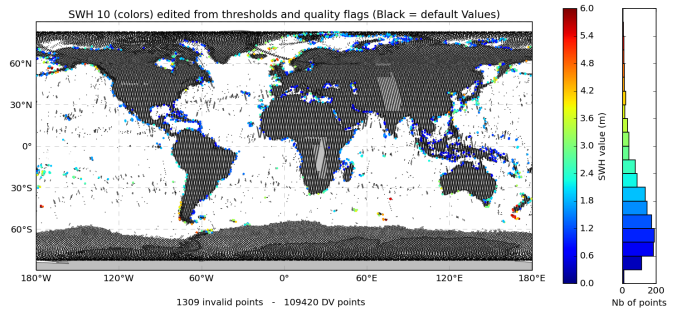 SWH 10 (colors) edited from thresholds and quality flags (Black = default Values)
60°N
30°N
0°
30°S
60°S
180°W 120°W 60°W 0° 60°E 120°E 180°E
1309 invalid points - 109420 DV points
6.0
5.4
4.8
4.2
3.6
3.0
2.4
1.8
1.2
0.6
0.0
SWH value (m)
0 200
Nb of points